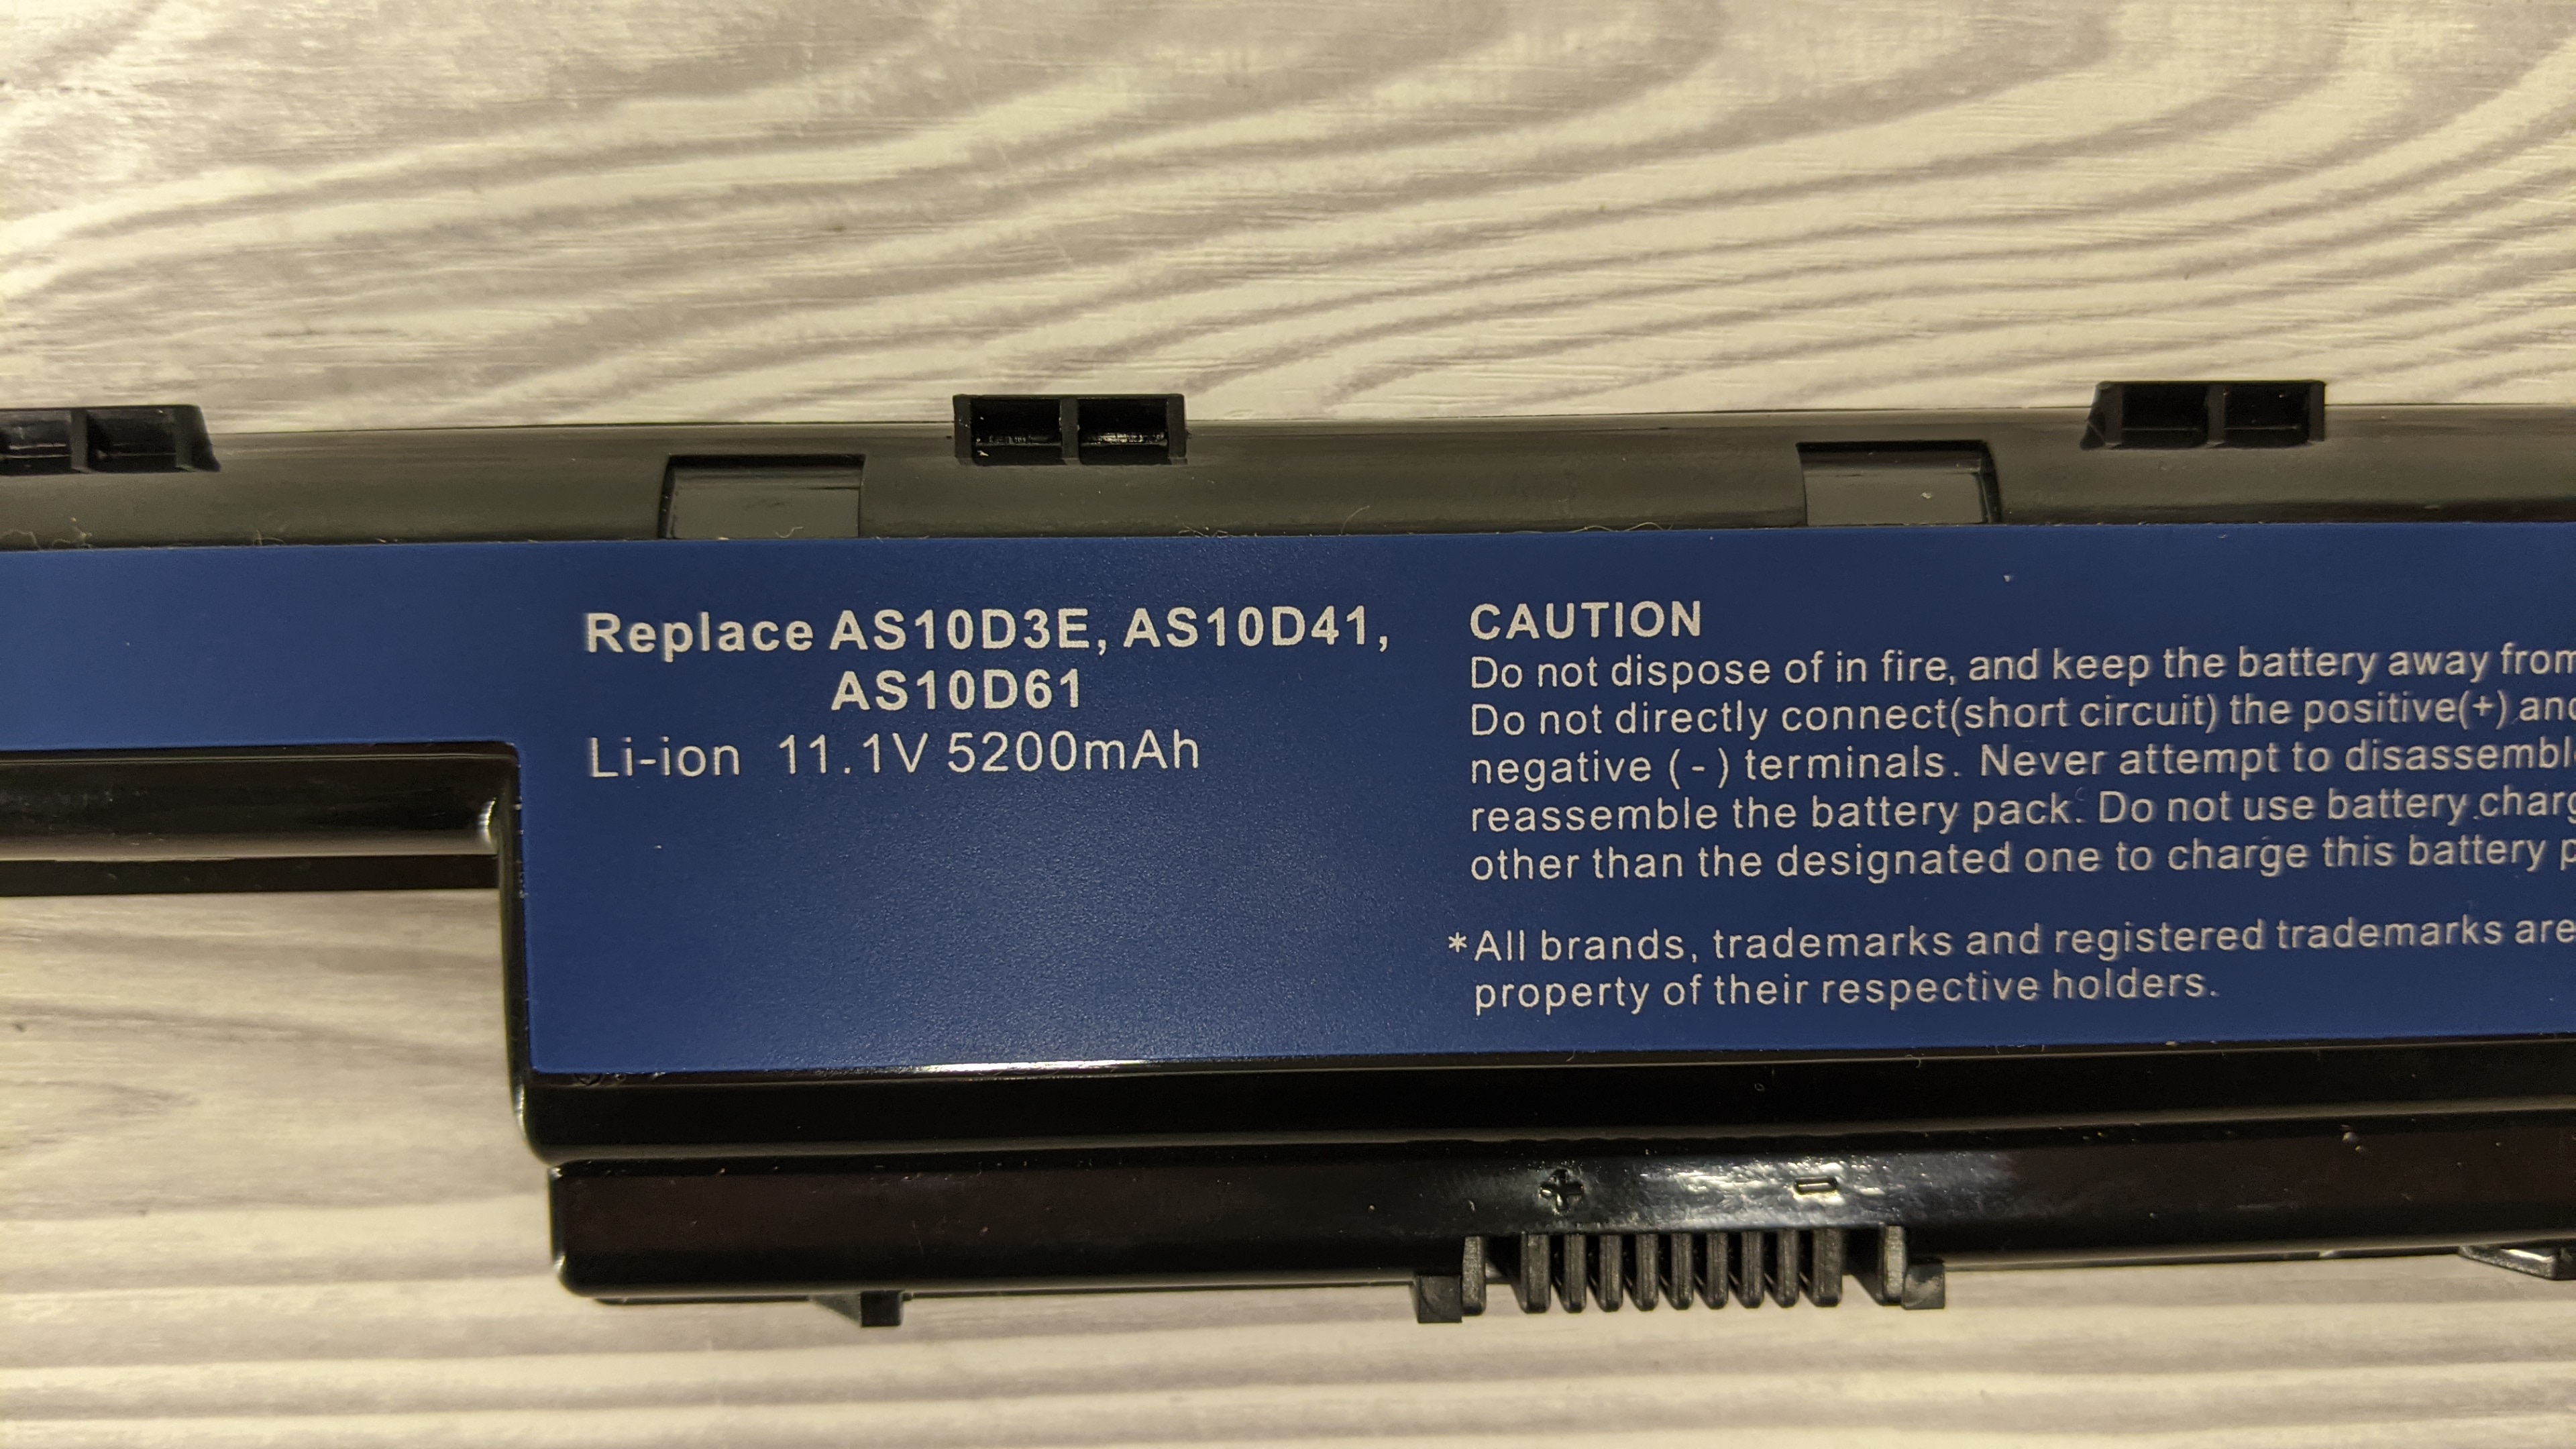 Replace AS10D3E, AS10D41,
AS10D61
Li-ion 11.1V 5200mAh
CAUTION
Do not dispose of in fire, and keep the battery away from
Do not directly connect(short circuit) the positive(+) and
negative (-) terminals. Never attempt to disassembl
reassemble the battery pack. Do not use battery charg
other than the designated one to charge this battery p
*All brands, trademarks and registered trademarks are
property of their respective holders.
+ -